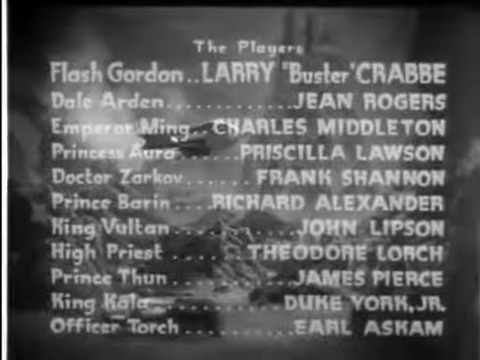 The Players
Flash Gordon..LARRY "Buster" CRABBE
Dale Arden............JEAN ROGERS
Emperor Ming..CHARLES MIDDLETON
Princess Aura......PRISCILLA LAWSON
Doctor Zarkov......FRANK SHANNON
Prince Barin....RICHARD ALEXANDER
King Vultan..........JOHN LIPSON
High Priest......THEODORE LORCH
Prince Thun.........JAMES PIERCE
King Kala..........DUKE YORK, JR.
Officer Torch..........EARL ASKAM